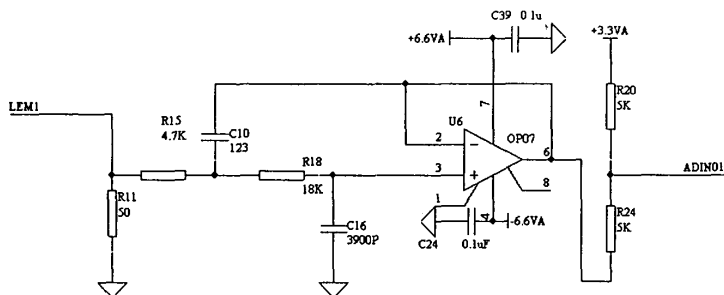 C39 0.1u
+6.6VA
+3.3VA
LEM1
R15
4.7K
C10
123
7
U6
OP07
R20
5K
2
6
R18
18K
3
ADIN01
8
R11
50
1
C16
3900P
4
-6.6VA
C24
0.1uF
R24
5K